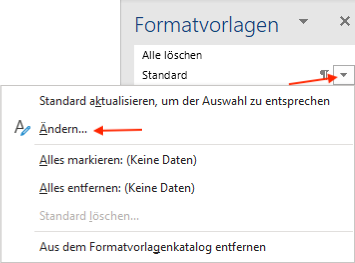 Formatvorlagen
Alle löschen
Standard ¶
Standard aktualisieren, um der Auswahl zu entsprechen
Ändern...
Alles markieren: (Keine Daten)
Alles entfernen: (Keine Daten)
Standard löschen...
Aus dem Formatvorlagenkatalog entfernen